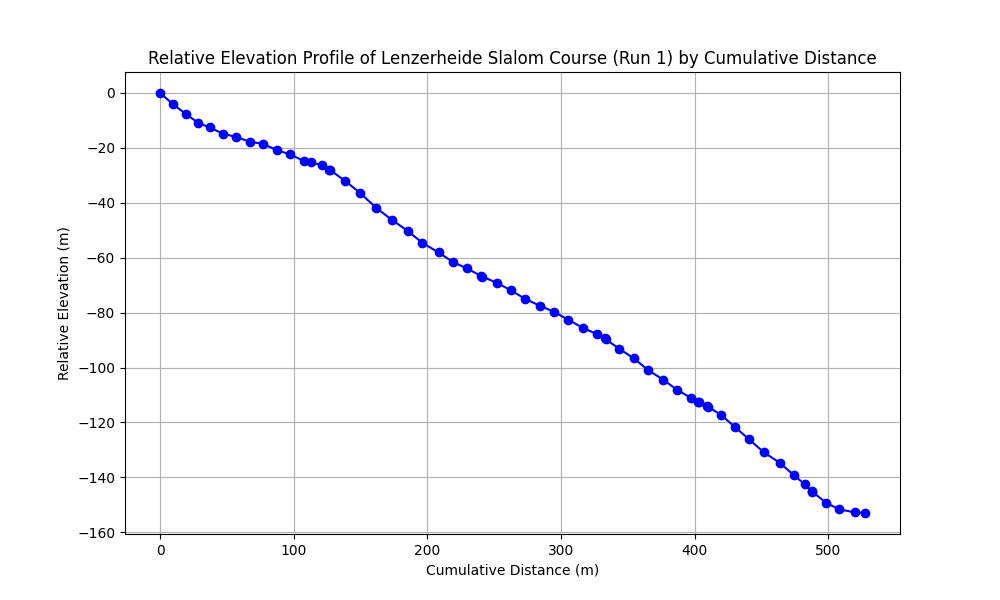 Relative Elevation Profile of Lenzerheide Slalom Course (Run 1) by Cumulative Distance
Relative Elevation (m)
0
−20
−40
−60
−80
−100
−120
−140
−160
0 100 200 300 400 500
Cumulative Distance (m)